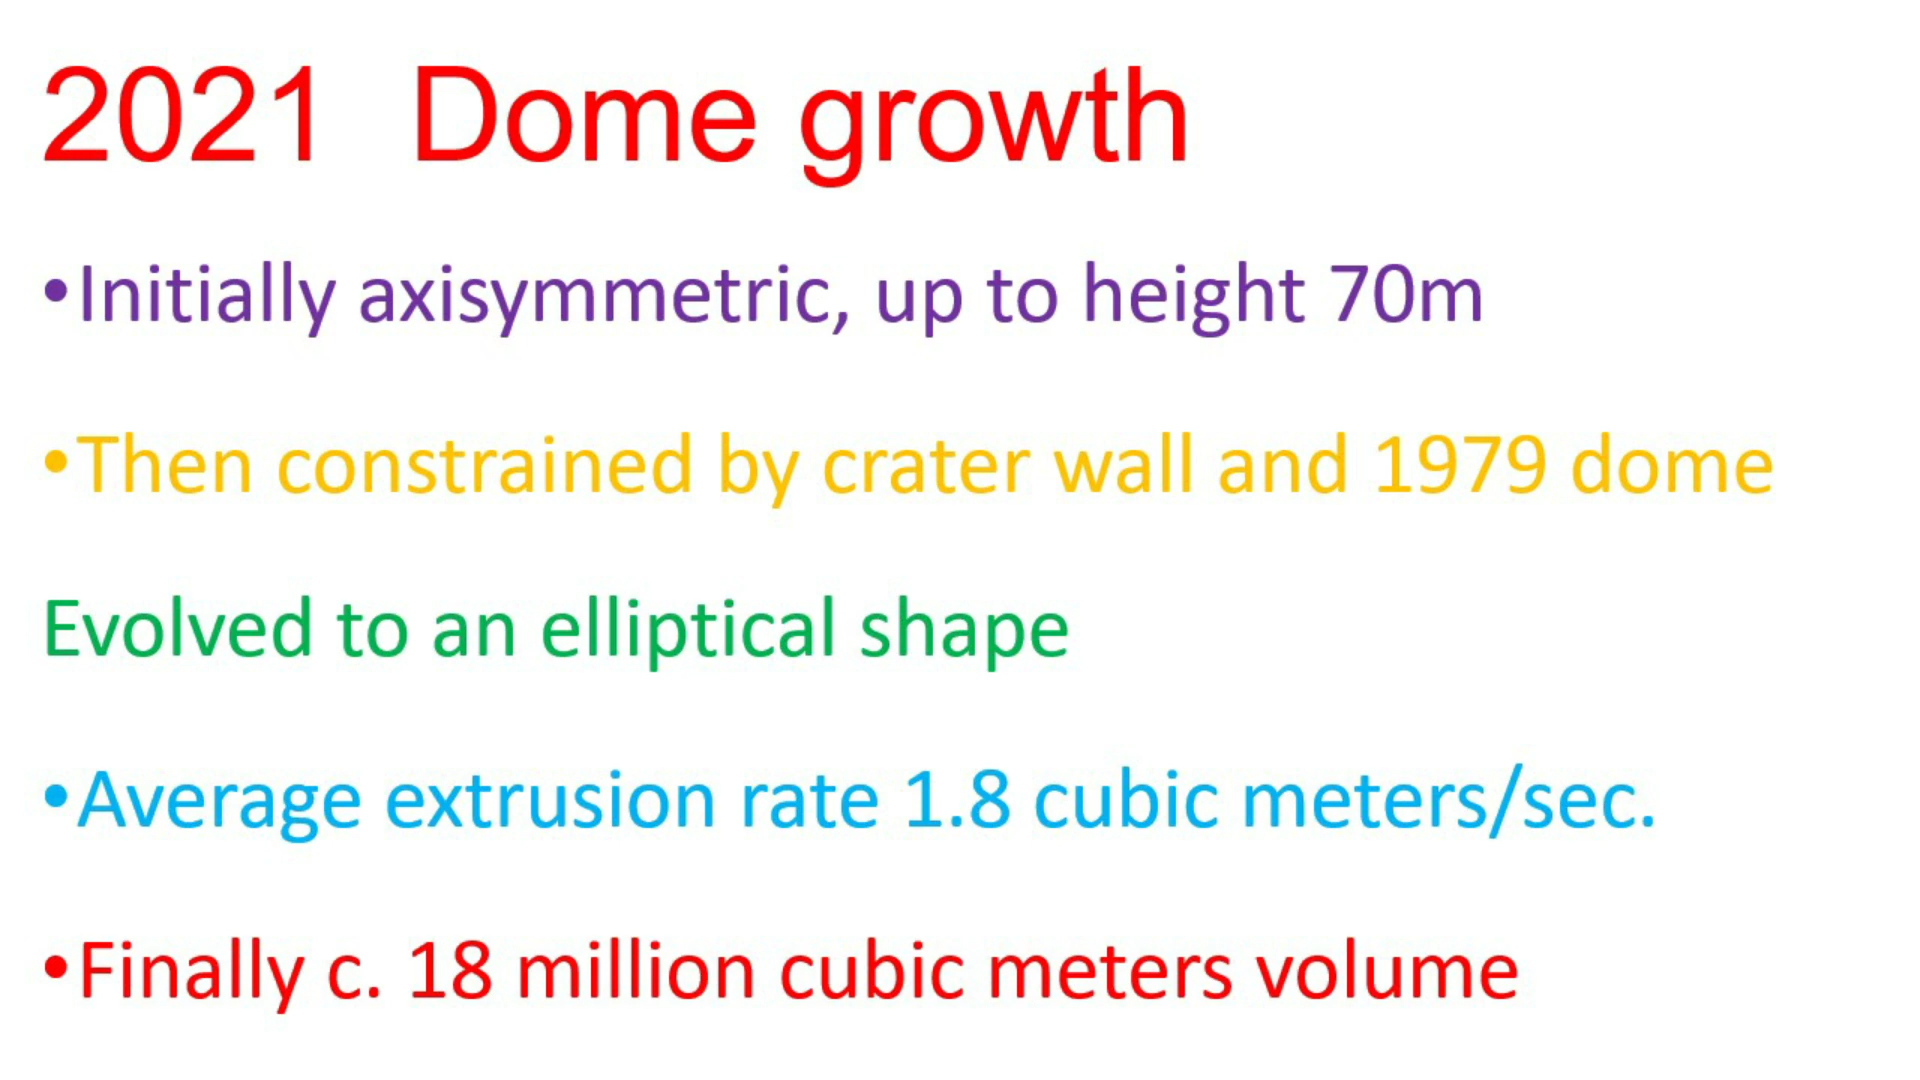 2021  Dome growth
•Initially axisymmetric, up to height 70m
•Then constrained by crater wall and 1979 dome
Evolved to an elliptical shape
•Average extrusion rate 1.8 cubic meters/sec.
•Finally c. 18 million cubic meters volume